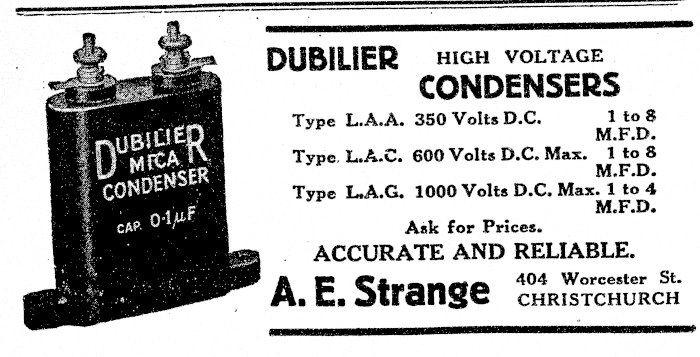 DUBILIER
MICA
CONDENSER
CAP. 0·1µF
DUBILIER HIGH VOLTAGE
CONDENSERS
Type L.A.A. 350 Volts D.C. 1 to 8
M.F.D.
Type L.A.C. 600 Volts D.C. Max. 1 to 8
M.F.D.
Type L.A.G. 1000 Volts D.C. Max. 1 to 4
M.F.D.
Ask for Prices.
ACCURATE AND RELIABLE.
A. E. Strange 404 Worcester St.
CHRISTCHURCH